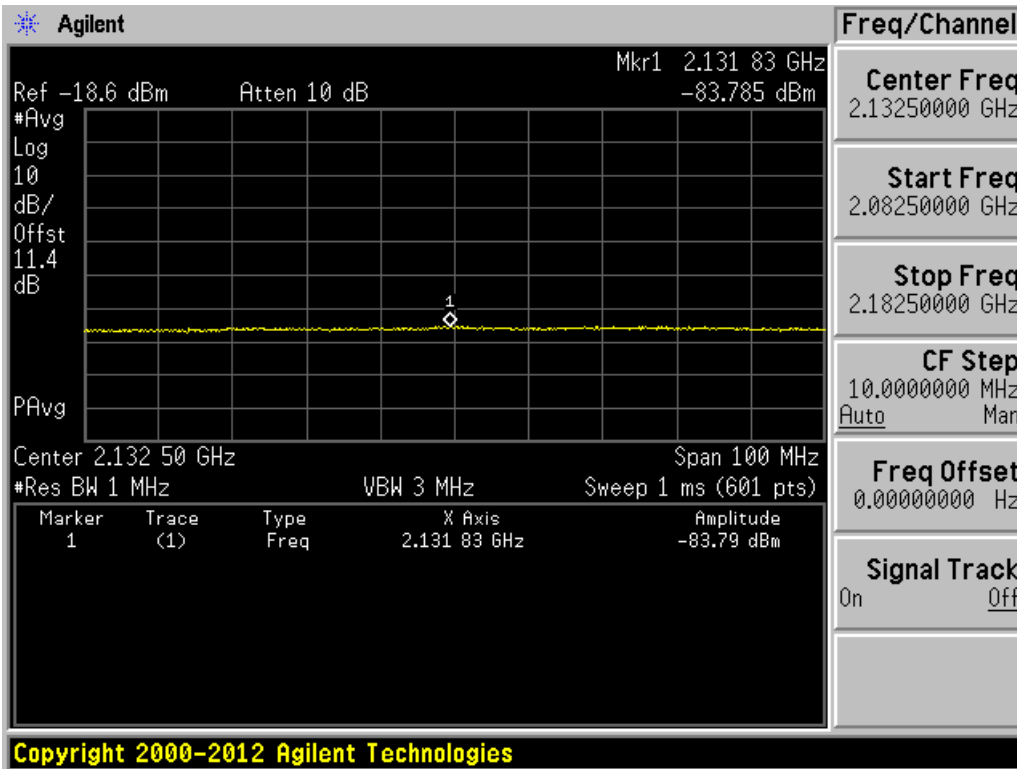 Agilent
Freq/Channel
Mkr1 2.131 83 GHz
Ref -18.6 dBm Atten 10 dB -83.785 dBm
#Avg
Log
10
dB/
Offst
11.4
dB
1
PAvg
Center 2.132 50 GHz Span 100 MHz
#Res BW 1 MHz VBW 3 MHz Sweep 1 ms (601 pts)
Marker Trace Type X Axis Amplitude
1 (1) Freq 2.131 83 GHz -83.79 dBm
Center Freq
2.13250000 GHz
Start Freq
2.08250000 GHz
Stop Freq
2.18250000 GHz
CF Step
10.0000000 MHz
Auto Man
Freq Offset
0.00000000 Hz
Signal Track
On Off
Copyright 2000-2012 Agilent Technologies